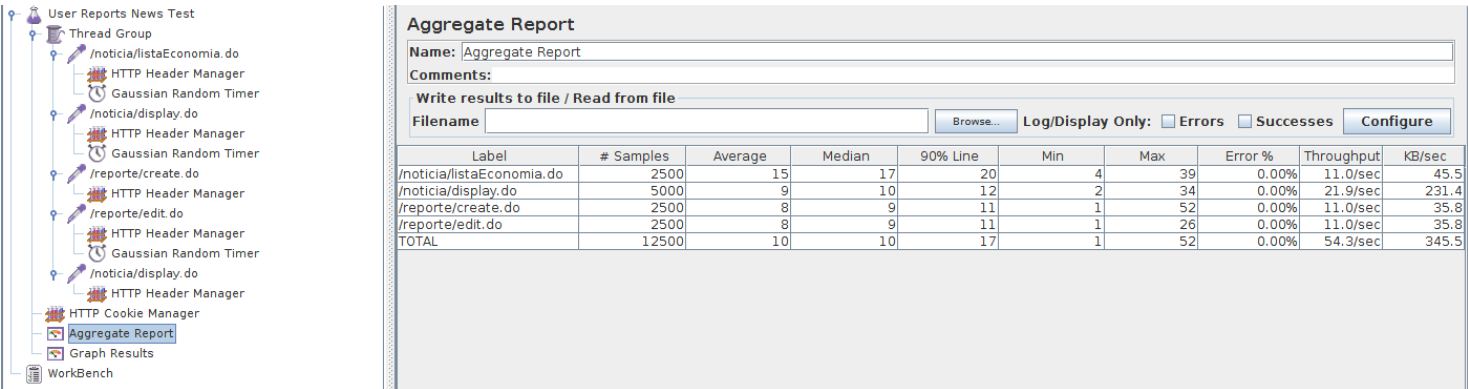 User Reports News Test
Thread Group
/noticia/listaEconomia.do
HTTP Header Manager
Gaussian Random Timer
/noticia/display.do
HTTP Header Manager
Gaussian Random Timer
/reporte/create.do
HTTP Header Manager
/reporte/edit.do
HTTP Header Manager
Gaussian Random Timer
/noticia/display.do
HTTP Header Manager
HTTP Cookie Manager
Aggregate Report
Graph Results
WorkBench
Aggregate Report
Name: Aggregate Report
Comments:
Write results to file / Read from file
Filename Browse... Log/Display Only: Errors Successes Configure
Label # Samples Average Median 90% Line Min Max Error % Throughput KB/sec
/noticia/listaEconomia.do 2500 15 17 20 4 39 0.00% 11.0/sec 45.5
/noticia/display.do 5000 9 10 12 2 34 0.00% 21.9/sec 231.4
/reporte/create.do 2500 8 9 11 1 52 0.00% 11.0/sec 35.8
/reporte/edit.do 2500 8 9 11 1 26 0.00% 11.0/sec 35.8
TOTAL 12500 10 10 17 1 52 0.00% 54.3/sec 345.5